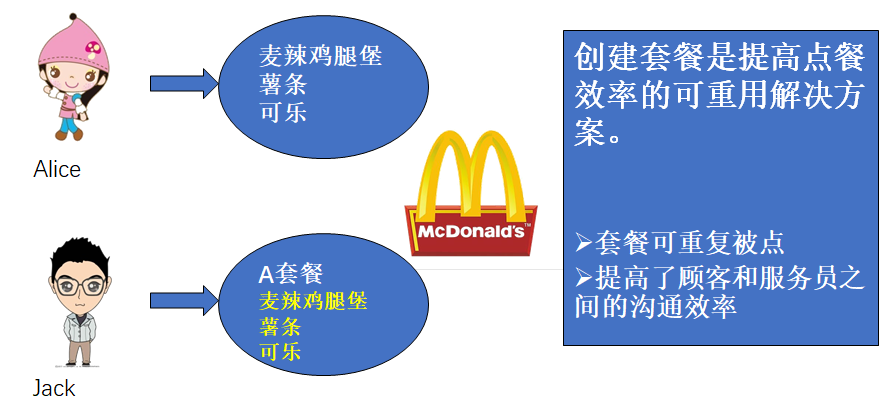 麦辣鸡腿堡
薯条
可乐
Alice
McDonald's™
A套餐
麦辣鸡腿堡
薯条
可乐
Jack
创建套餐是提高点餐
效率的可重用解决方
案。
➢套餐可重复被点
➢提高了顾客和服务员之
间的沟通效率